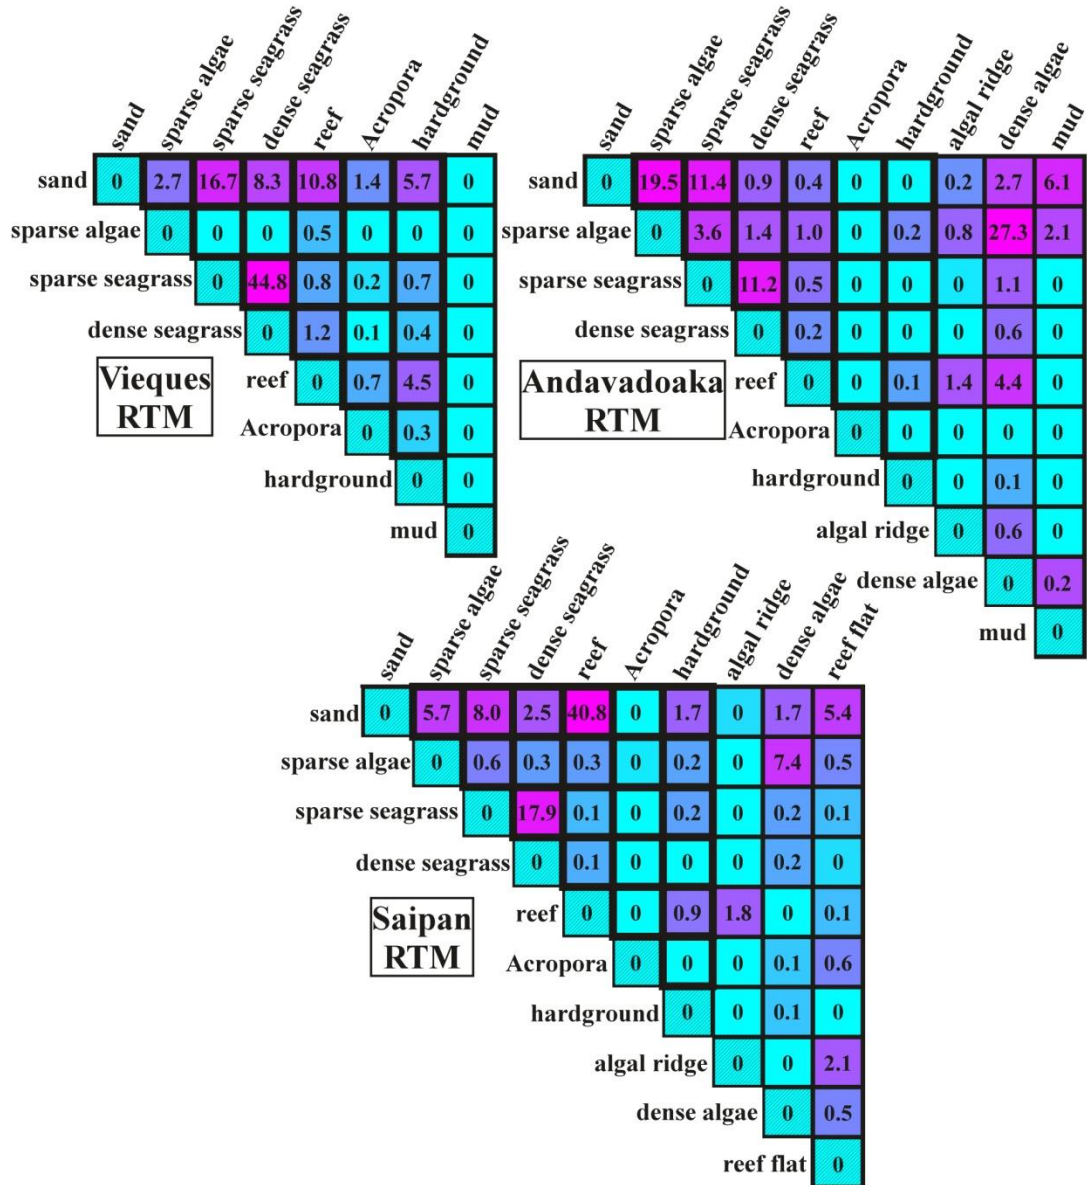 sand sparse algae sparse seagrass dense seagrass reef Acropora hardground mud
sand 0 2.7 16.7 8.3 10.8 1.4 5.7 0
sparse algae 0 0 0 0.5 0 0 0
sparse seagrass 0 44.8 0.8 0.2 0.7 0
dense seagrass 0 1.2 0.1 0.4 0
reef 0 0.7 4.5 0
Acropora 0 0.3 0
hardground 0 0
mud 0
Vieques
RTM
sand sparse algae sparse seagrass dense seagrass reef Acropora hardground algal ridge dense algae mud
sand 0 19.5 11.4 0.9 0.4 0 0 0.2 2.7 6.1
sparse algae 0 3.6 1.4 1.0 0 0.2 0.8 27.3 2.1
sparse seagrass 0 11.2 0.5 0 0 0 1.1 0
dense seagrass 0 0.2 0 0 0 0.6 0
reef 0 0 0.1 1.4 4.4 0
Acropora 0 0 0 0 0
hardground 0 0 0.1 0
algal ridge 0 0.6 0
dense algae 0 0.2
mud 0
Andavadoaka
RTM
sand sparse algae sparse seagrass dense seagrass reef Acropora hardground algal ridge dense algae reef flat
sand 0 5.7 8.0 2.5 40.8 0 1.7 0 1.7 5.4
sparse algae 0 0.6 0.3 0.3 0 0.2 0 7.4 0.5
sparse seagrass 0 17.9 0.1 0 0.2 0 0.2 0.1
dense seagrass 0 0.1 0 0 0 0.2 0
reef 0 0 0.9 1.8 0 0.1
Acropora 0 0 0 0.1 0.6
hardground 0 0 0.1 0
algal ridge 0 0 2.1
dense algae 0 0.5
reef flat 0
Saipan
RTM